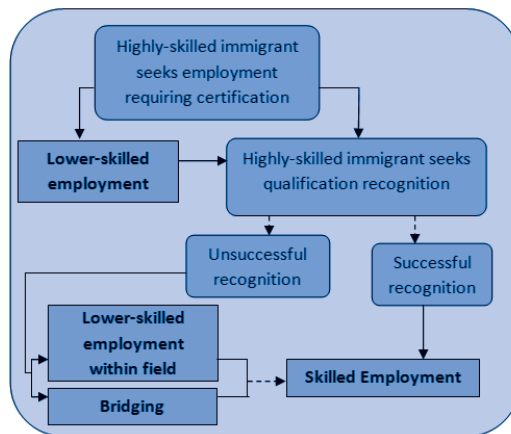 Highly-skilled immigrant
seeks employment
requiring certification
Lower-skilled
employment
Highly-skilled immigrant seeks
qualification recognition
Unsuccessful
recognition
Successful
recognition
Lower-skilled
employment
within field
Bridging
Skilled Employment